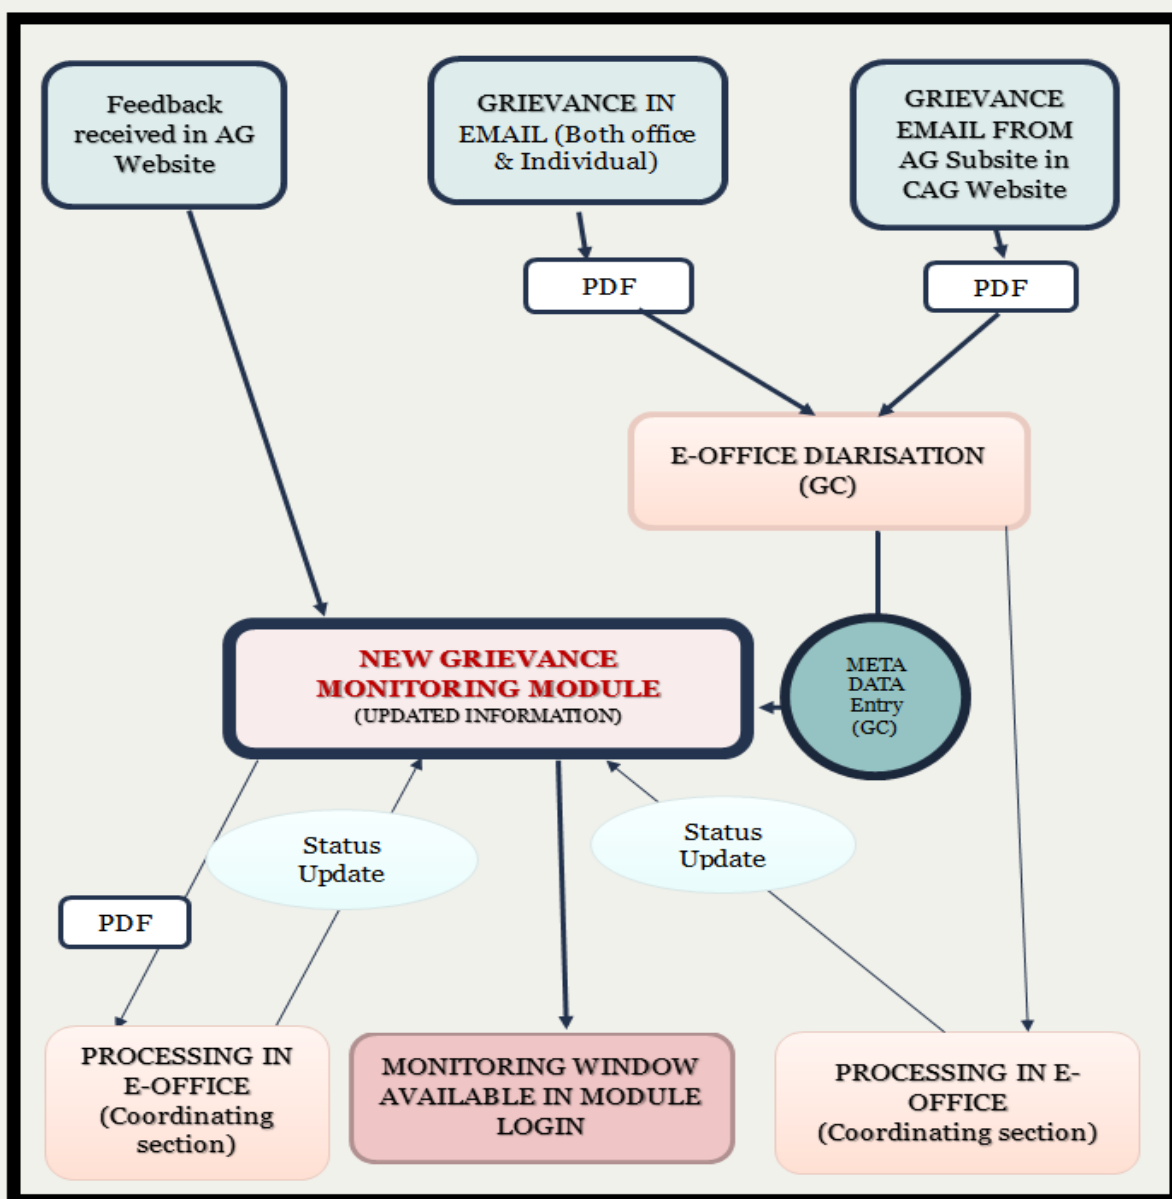 Feedback
received in AG
Website
GRIEVANCE IN
EMAIL (Both office
& Individual)
GRIEVANCE
EMAIL FROM
AG Subsite in
CAG Website
PDF
PDF
E-OFFICE DIARISATION
(GC)
NEW GRIEVANCE
MONITORING MODULE
(UPDATED INFORMATION)
META
DATA
Entry
(GC)
Status
Update
Status
Update
PDF
PROCESSING IN
E-OFFICE
(Coordinating
section)
MONITORING WINDOW
AVAILABLE IN MODULE
LOGIN
PROCESSING IN E-
OFFICE
(Coordinating section)